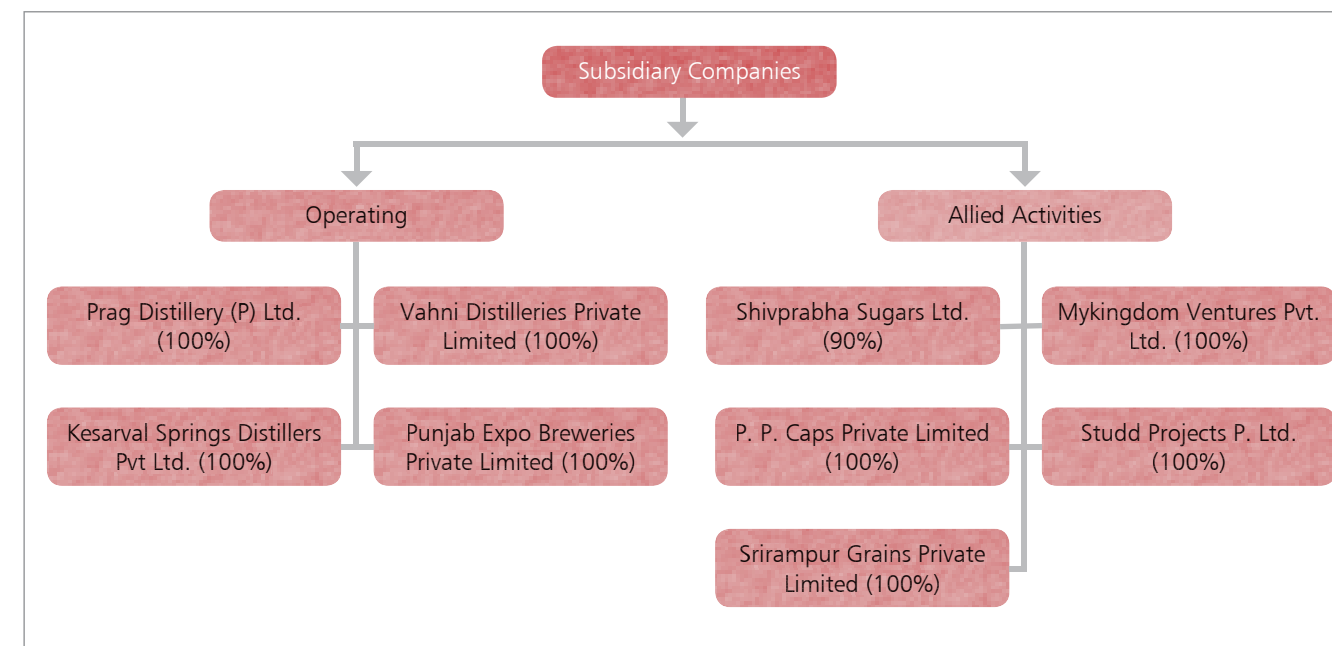 Subsidiary Companies
Operating
Allied Activities
Prag Distillery (P) Ltd.
(100%)
Vahni Distilleries Private
Limited (100%)
Shivprabha Sugars Ltd.
(90%)
Mykingdom Ventures Pvt.
Ltd. (100%)
Kesarval Springs Distillers
Pvt Ltd. (100%)
Punjab Expo Breweries
Private Limited (100%)
P. P. Caps Private Limited
(100%)
Studd Projects P. Ltd.
(100%)
Srirampur Grains Private
Limited (100%)